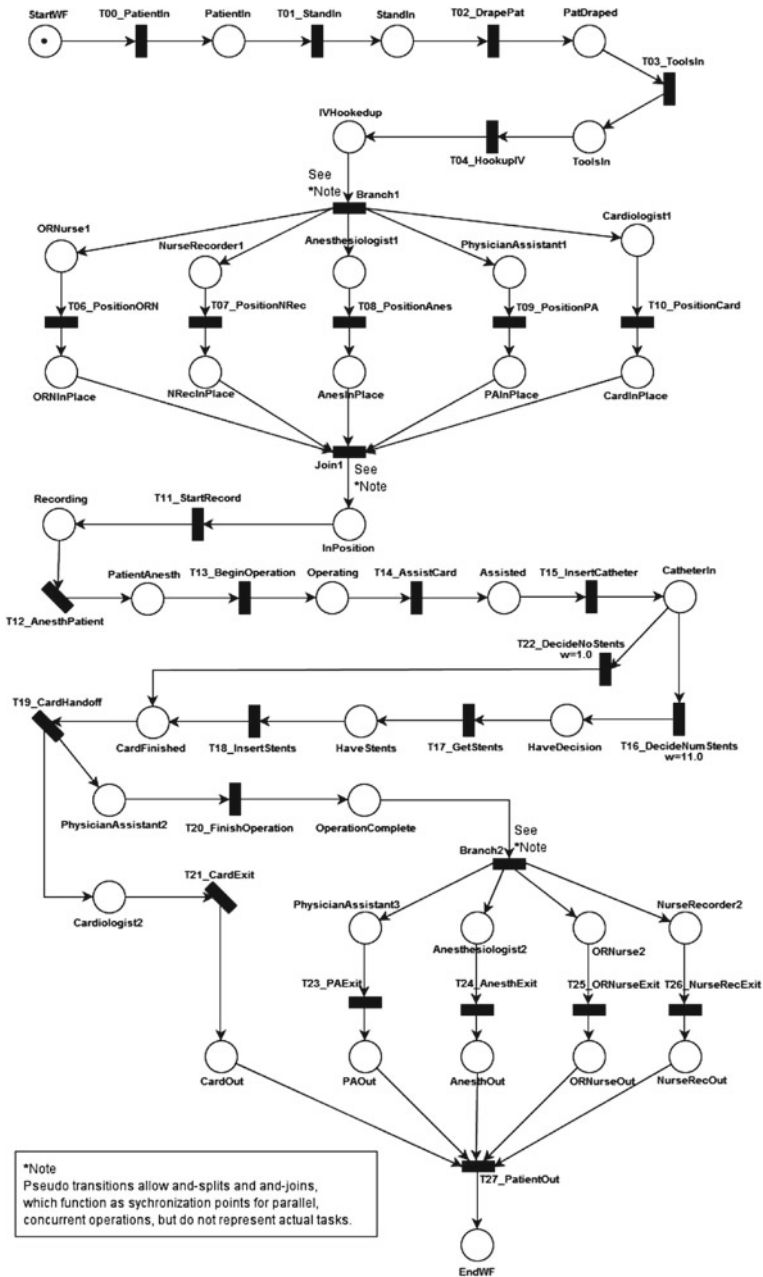 StartWF
T00_PatientIn
PatientIn
T01_StandIn
StandIn
T02_DrapePat
PatDraped
T03_ToolsIn
IVHookedup
T04_HookupIV
ToolsIn
See
*Note
Branch1
ORNurse1
NurseRecorder1
Anesthesiologist1
PhysicianAssistant1
Cardiologist1
T06_PositionORN
T07_PositionNRec
T08_PositionAnes
T09_PositionPA
T10_PositionCard
ORNInPlace
NRecInPlace
AnesInPlace
PAInPlace
CardInPlace
Join1
See
*Note
Recording
T11_StartRecord
InPosition
T12_AnesthPatient
PatientAnesth
T13_BeginOperation
Operating
T14_AssistCard
Assisted
T15_InsertCatheter
CatheterIn
T22_DecideNoStents
w=1.0
T19_CardHandoff
CardFinished
T18_InsertStents
HaveStents
T17_GetStents
HaveDecision
T16_DecideNumStents
w=11.0
PhysicianAssistant2
T20_FinishOperation
OperationComplete
See
*Note
Branch2
T21_CardExit
Cardiologist2
PhysicianAssistant3
Anesthesiologist2
ORNurse2
NurseRecorder2
T23_PAExit
T24_AnesthExit
T25_ORNurseExit
T26_NurseRecExit
CardOut
PAOut
AnesthOut
ORNurseOut
NurseRecOut
T27_PatientOut
EndWF
*Note
Pseudo transitions allow and-splits and and-joins,
which function as sychronization points for parallel,
concurrent operations, but do not represent actual tasks.